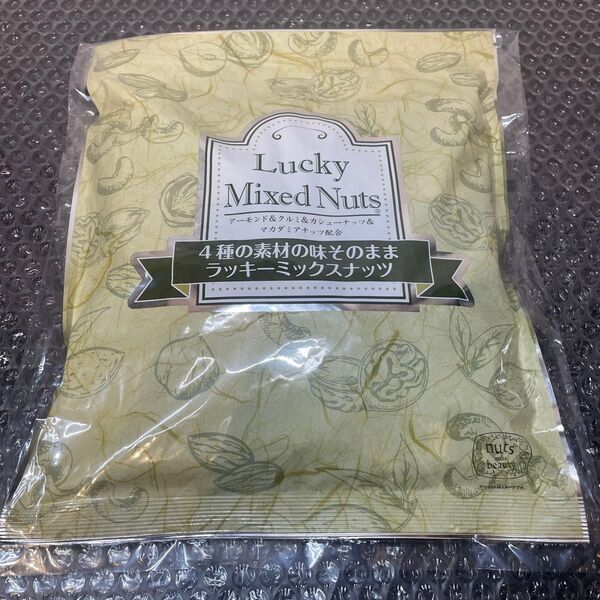 Lucky
Mixed Nuts®
アーモンド&クルミ&カシューナッツ&
マカダミアナッツ配合
4種の素材の味そのまま
ラッキーミックスナッツ
nuts
beauty